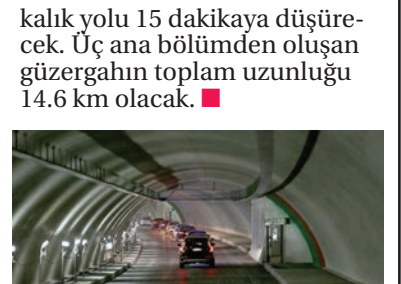 kalık yolu 15 dakikaya düşüre-
cek. Üç ana bölümden oluşan
güzergahın toplam uzunluğu
14.6 km olacak.